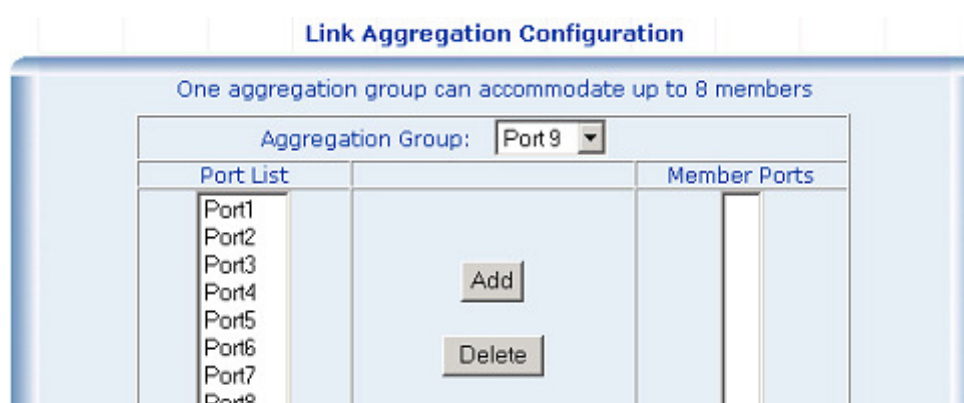 Link Aggregation Configuration
One aggregation group can accommodate up to 8 members
Aggregation Group: Port 9
Port List Member Ports
Port1
Port2
Port3
Port4
Port5
Port6
Port7
Port8
Add
Delete